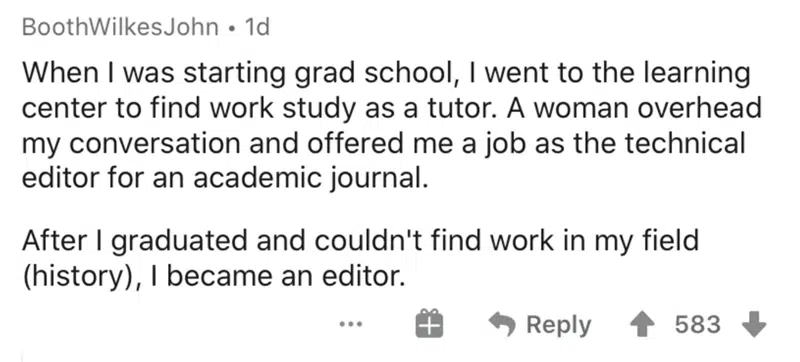 BoothWilkesJohn • 1d
When I was starting grad school, I went to the learning
center to find work study as a tutor. A woman overhead
my conversation and offered me a job as the technical
editor for an academic journal.
After I graduated and couldn't find work in my field
(history), I became an editor.
... Reply 583